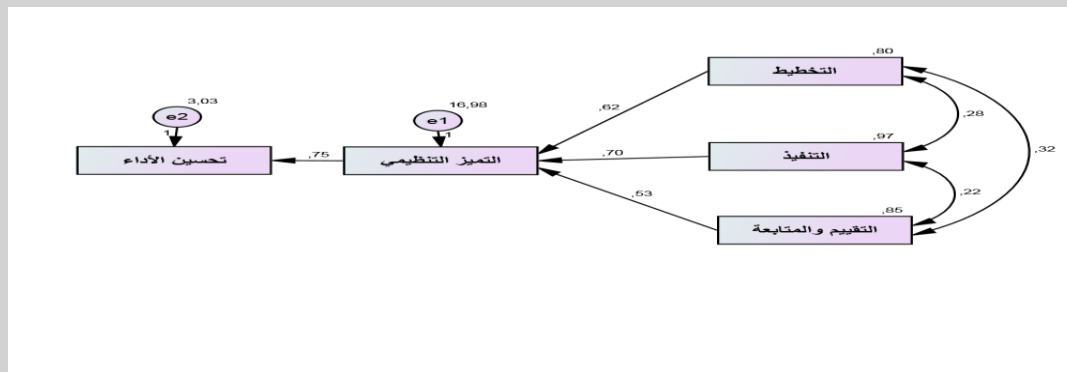 ,80
التخطيط
3,03
e2
1
16,98
e1
1
,62
,28
,97
,32
تحسين الأداء
,75
التميز التنظيمي
,70
التنفيذ
,53
,22
,85
التقييم والمتابعة